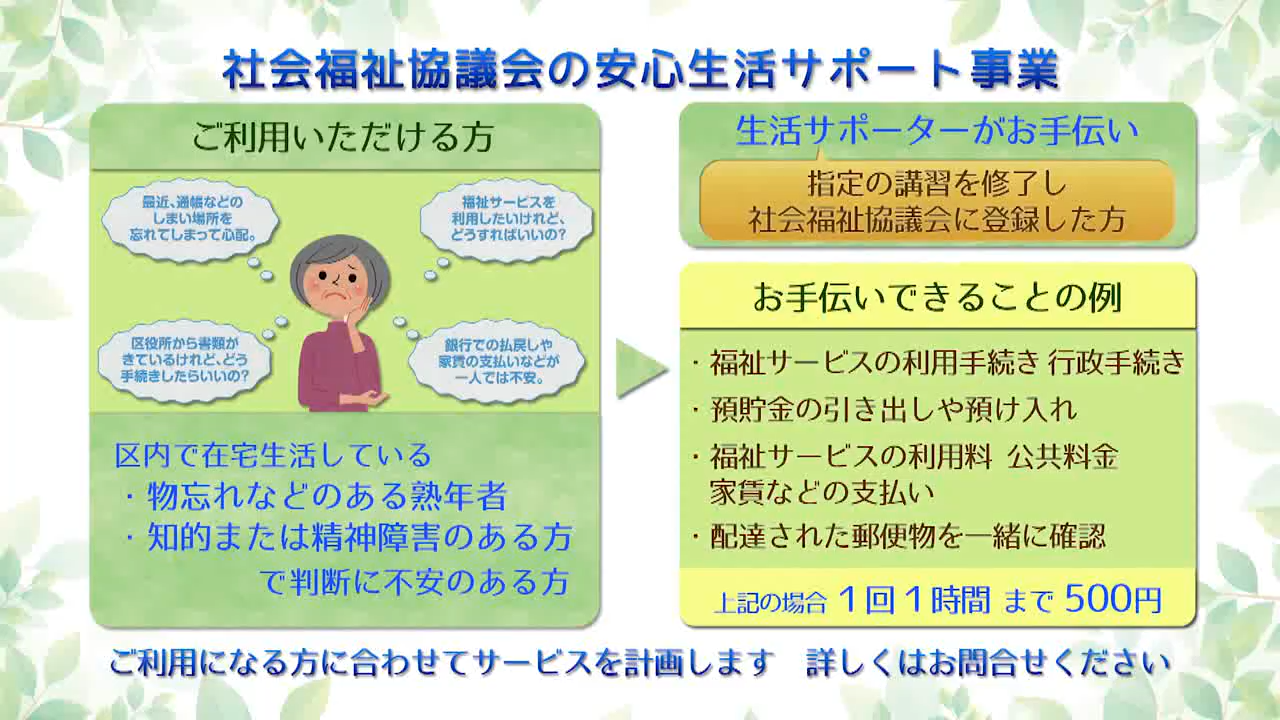 社会福祉協議会の安心生活サポート事業
ご利用いただける方
最近、通帳などの
しまい場所を
忘れてしまって心配。
福祉サービスを
利用したいけれど、
どうすればいいの?
区役所から書類が
きているけれど、どう
手続きしたらいいの?
銀行での払戻しや
家賃の支払いなどが
一人では不安。
区内で在宅生活している
・物忘れなどのある熟年者
・知的または精神障害のある方
で判断に不安のある方
生活サポーターがお手伝い
指定の講習を修了し
社会福祉協議会に登録した方
お手伝いできることの例
・福祉サービスの利用手続き 行政手続き
・預貯金の引き出しや預け入れ
・福祉サービスの利用料 公共料金
家賃などの支払い
・配達された郵便物を一緒に確認
上記の場合 1回1時間 まで 500円
ご利用になる方に合わせてサービスを計画します 詳しくはお問合せください